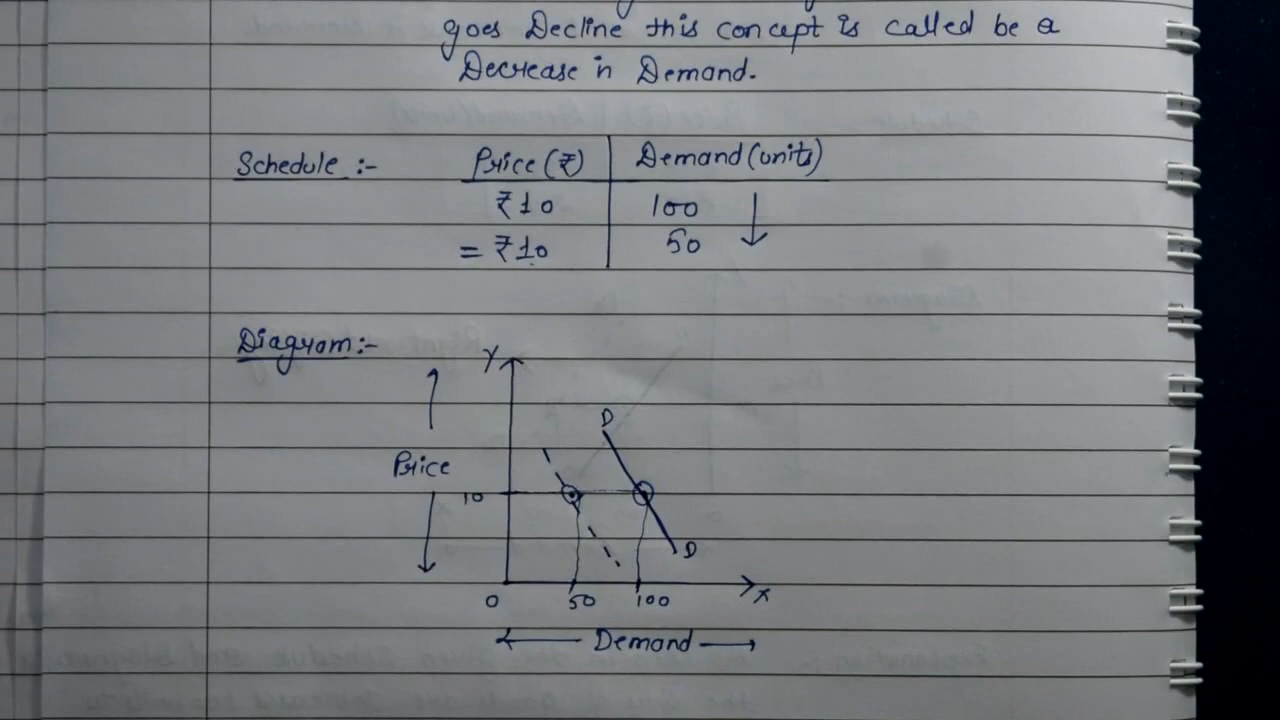 goes Decline this concept is called be a
Decrease in Demand.
Schedule :- Price (₹) Demand (units)
₹10 100
= ₹10 50
Diagram:-
Y
D
Price
10
D
0 50 100 X
Demand